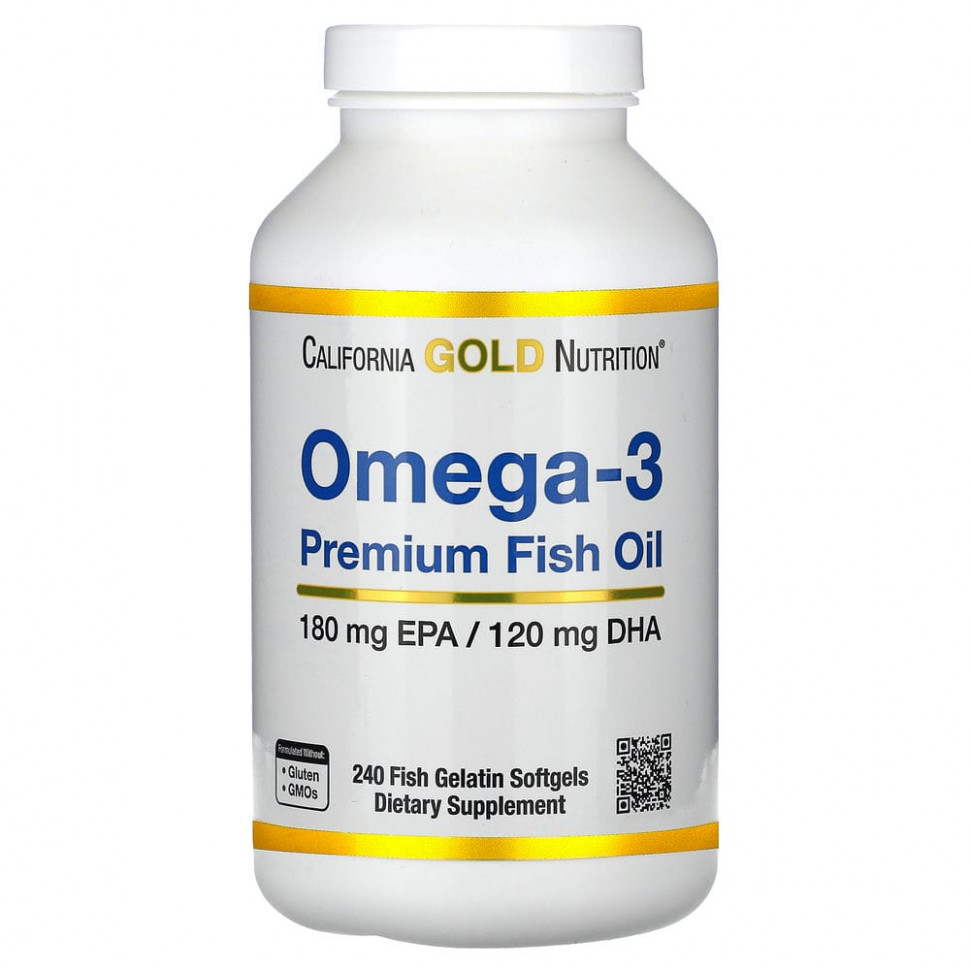 CALIFORNIA GOLD NUTRITION®
Omega-3
Premium Fish Oil
180 mg EPA / 120 mg DHA
Formulated Without:
• Gluten
• GMOs
240 Fish Gelatin Softgels
Dietary Supplement